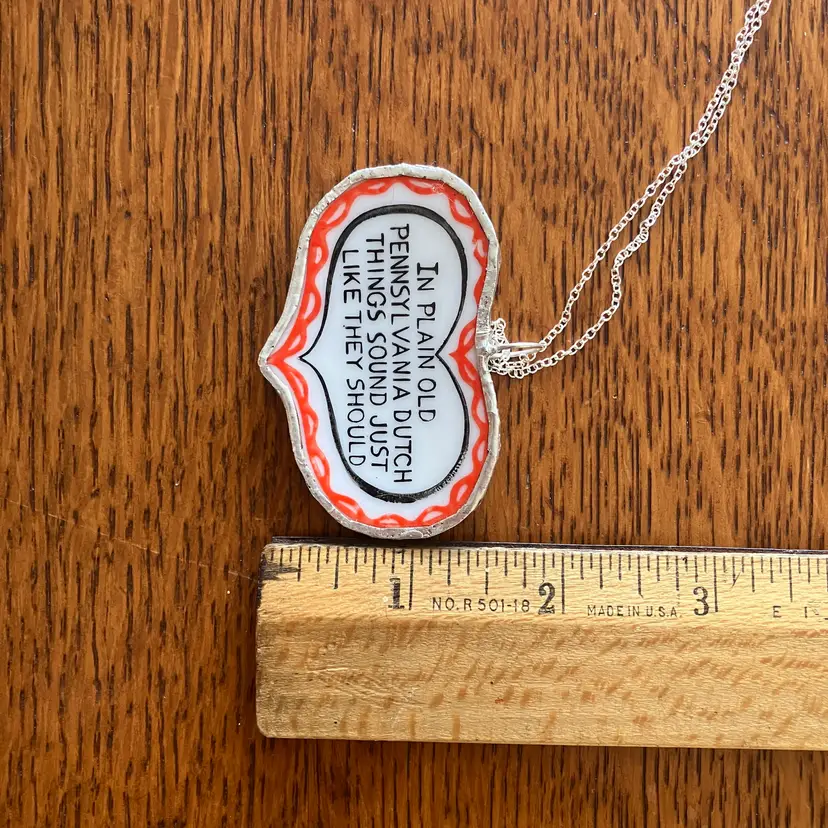 IN PLAIN OLD
PENNSYLVANIA DUTCH
THINGS SOUND JUST
LIKE THEY SHOULD
1 NO. R 501-18 2 MADE IN U.S.A. 3